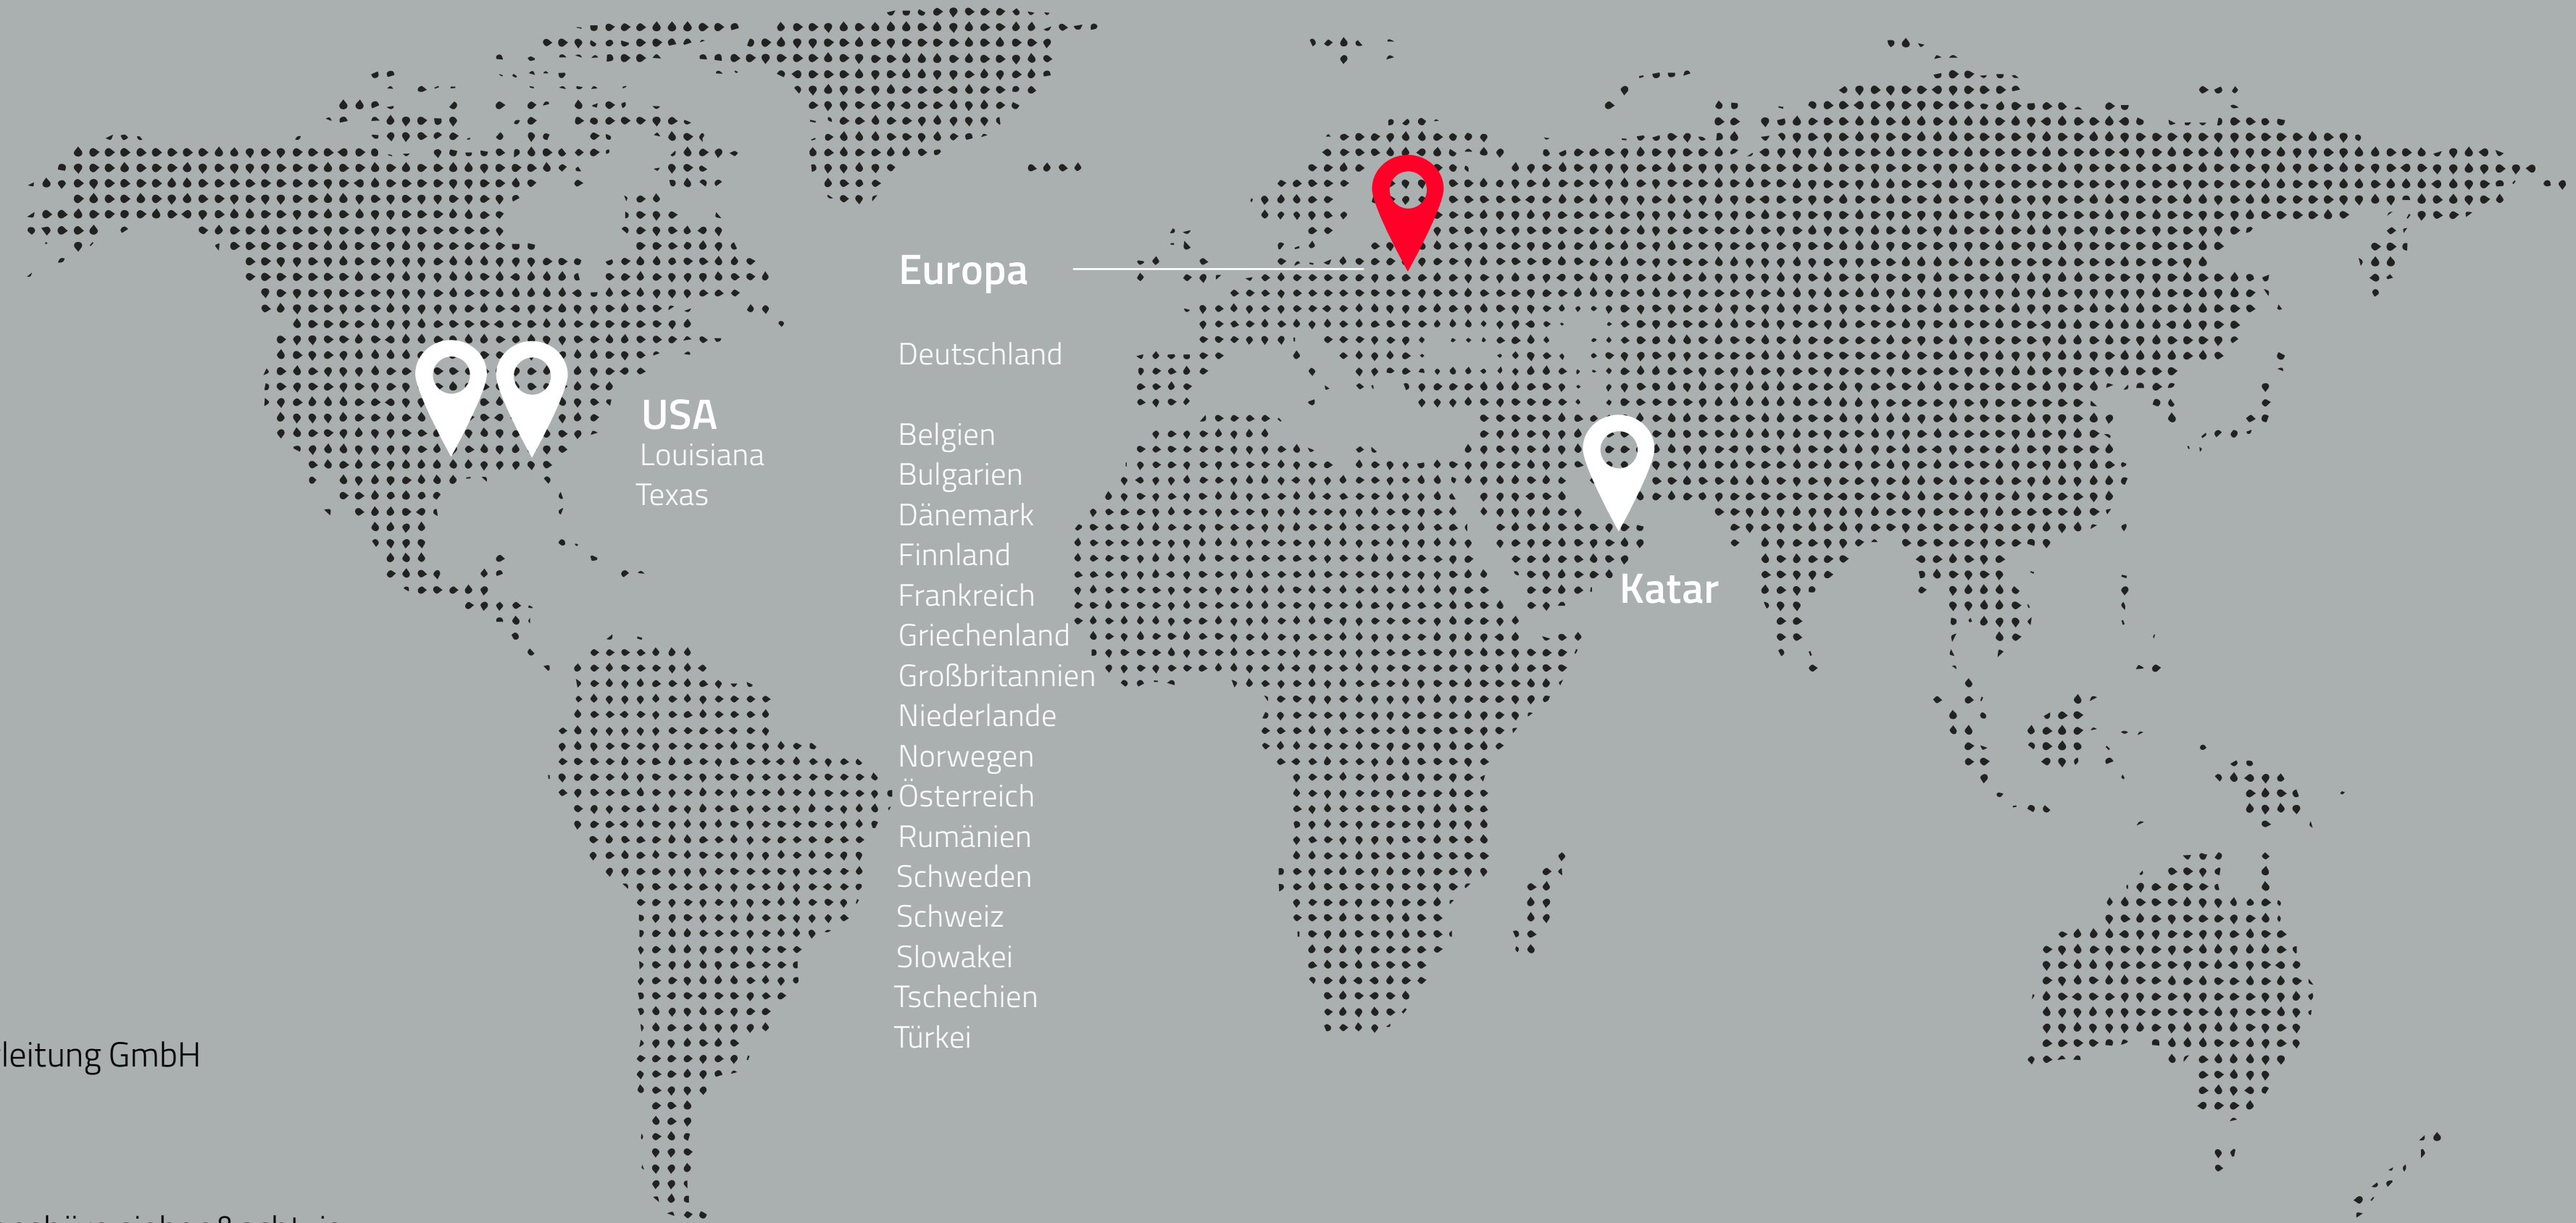 Europa
Deutschland
Belgien
Bulgarien
Dänemark
Finnland
Frankreich
Griechenland
Großbritannien
Niederlande
Norwegen
Österreich
Rumänien
Schweden
Schweiz
Slowakei
Tschechien
Türkei
USA
Louisiana
Texas
Katar
leitung GmbH